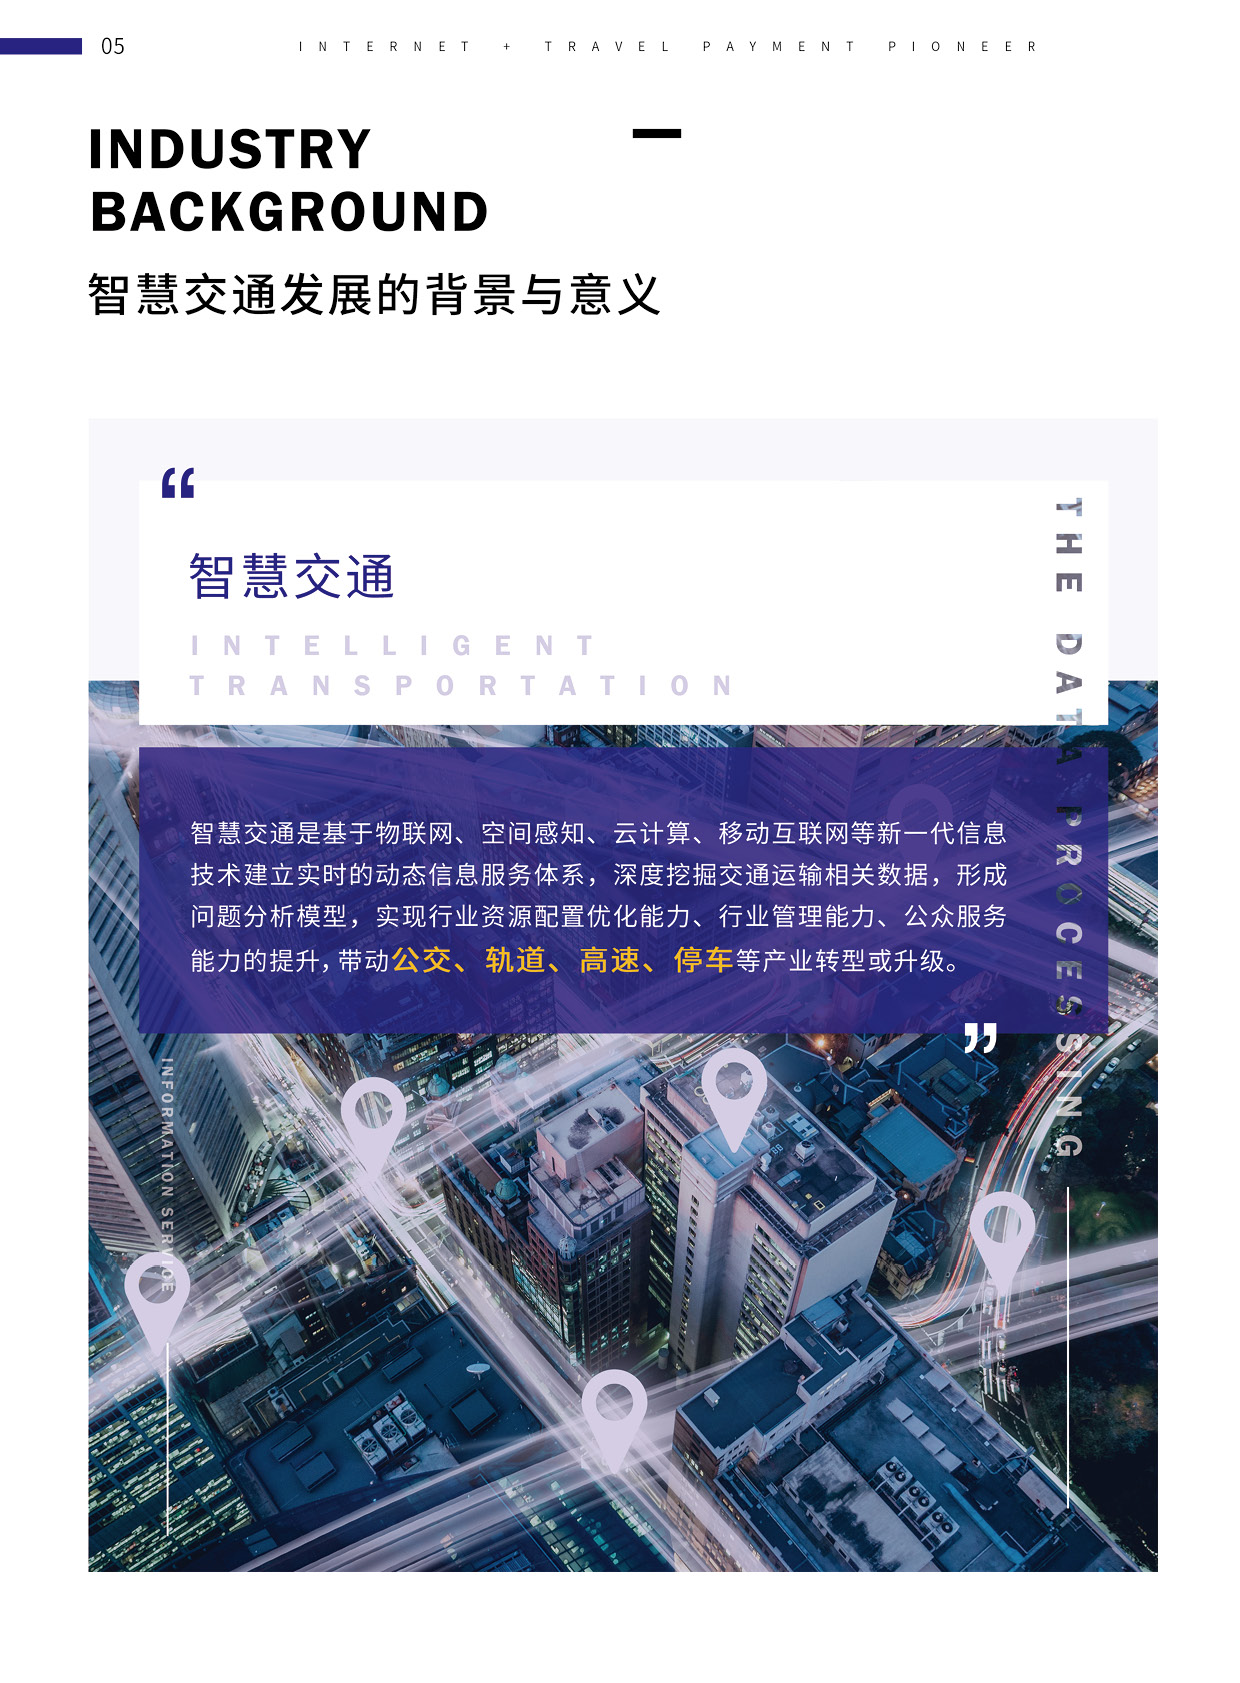 05
INTERNET + TRAVEL PAYMENT PIONEER
INDUSTRY
BACKGROUND
智慧交通发展的背景与意义
“
智慧交通
INTELLIGENT
TRANSPORTATION
THE DATA PROCESSING
智慧交通是基于物联网、空间感知、云计算、移动互联网等新一代信息
技术建立实时的动态信息服务体系，深度挖掘交通运输相关数据，形成
问题分析模型，实现行业资源配置优化能力、行业管理能力、公众服务
能力的提升，带动公交、轨道、高速、停车等产业转型或升级。
”
INFORMATION SERVICE